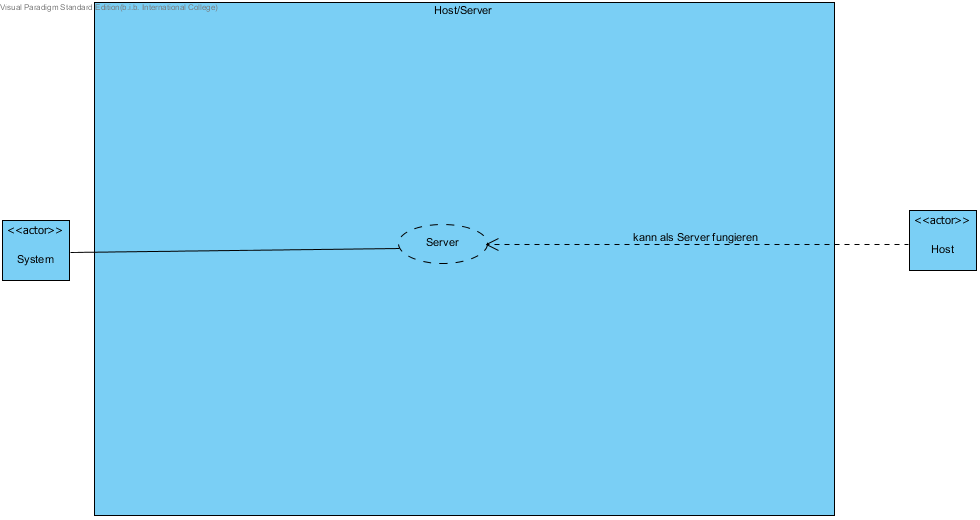 Visual Paradigm Standard Edition(b.i.b. International College)
Host/Server
<<actor>>
System
Server
kann als Server fungieren
<<actor>>
Host